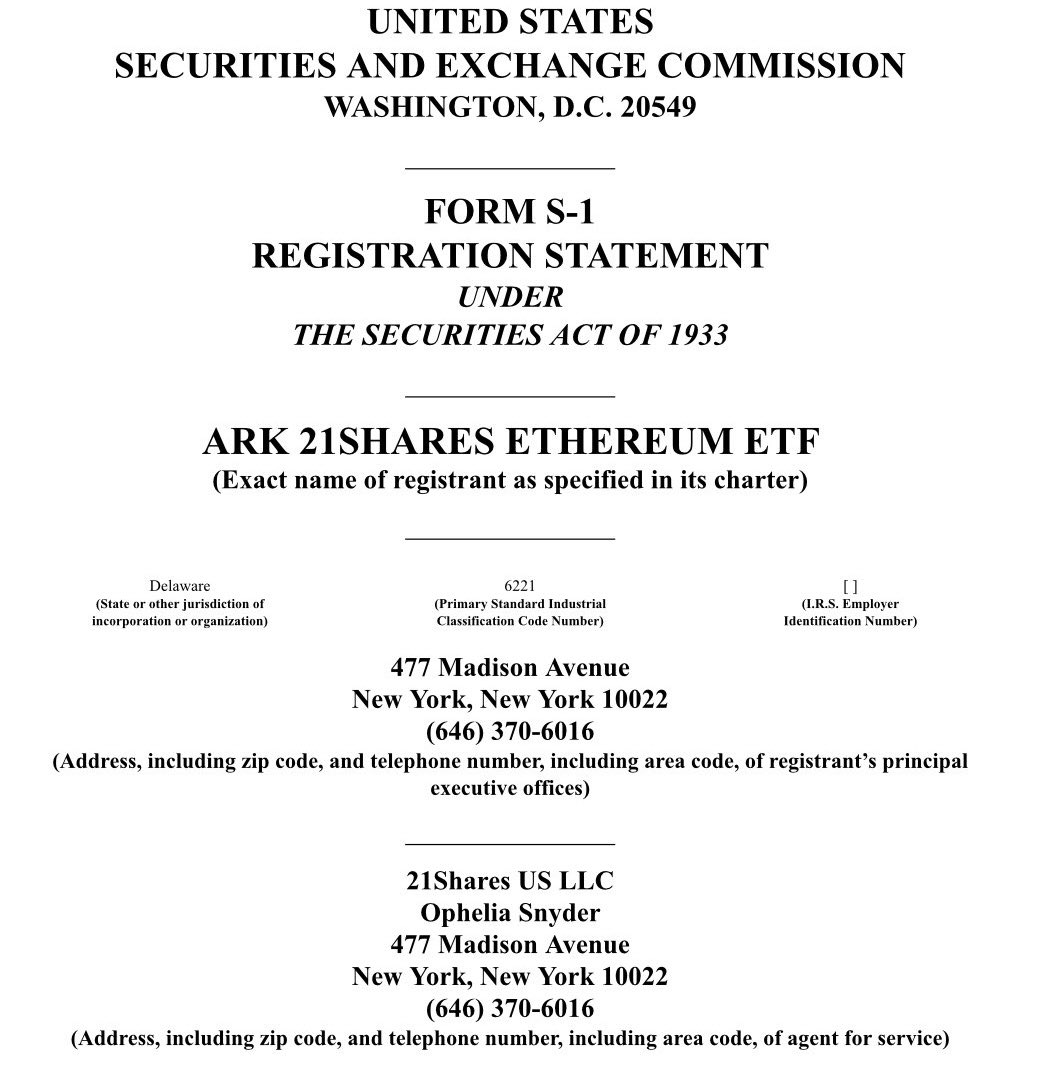 UNITED STATES
SECURITIES AND EXCHANGE COMMISSION
WASHINGTON, D.C. 20549
FORM S-1
REGISTRATION STATEMENT
UNDER
THE SECURITIES ACT OF 1933
ARK 21SHARES ETHEREUM ETF
(Exact name of registrant as specified in its charter)
Delaware
(State or other jurisdiction of
incorporation or organization)
6221
(Primary Standard Industrial
Classification Code Number)
[ ]
(I.R.S. Employer
Identification Number)
477 Madison Avenue
New York, New York 10022
(646) 370-6016
(Address, including zip code, and telephone number, including area code, of registrant’s principal
executive offices)
21Shares US LLC
Ophelia Snyder
477 Madison Avenue
New York, New York 10022
(646) 370-6016
(Address, including zip code, and telephone number, including area code, of agent for service)